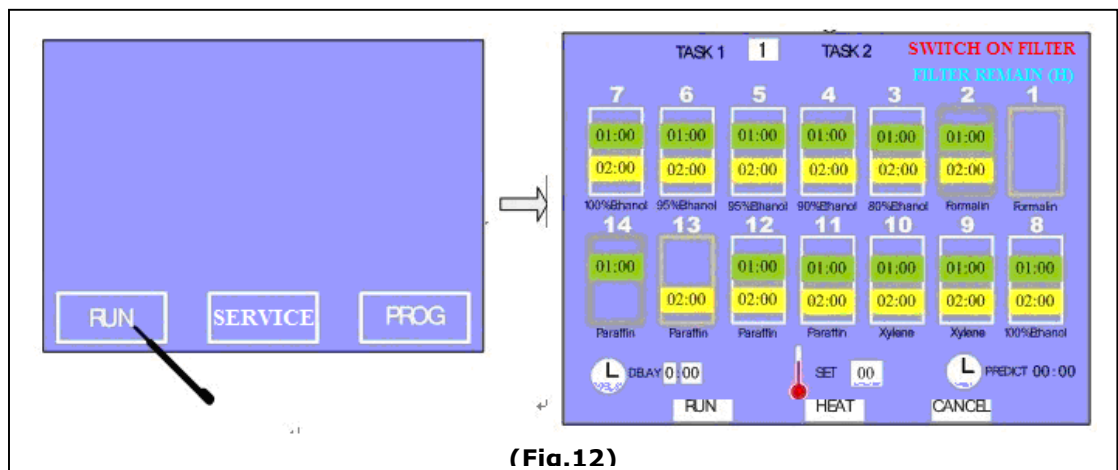 RUN SERVICE PROG
TASK 1 1 TASK 2 SWITCH ON FILTER
FILTER REMAIN (H)
7 6 5 4 3 2 1
01:00 01:00 01:00 01:00 01:00 01:00
02:00 02:00 02:00 02:00 02:00 02:00
100%Ethanol 95%Ethanol 95%Ethanol 90%Ethanol 80%Ethanol Formalin Formalin
14 13 12 11 10 9 8
01:00 01:00 01:00 01:00 01:00 01:00
02:00 02:00 02:00 02:00 02:00 02:00
Paraffin Paraffin Paraffin Paraffin Xylene Xylene 100%Ethanol
DELAY 0:00 SET 00 PREDICT 00:00
RUN HEAT CANCEL
(Fig.12)